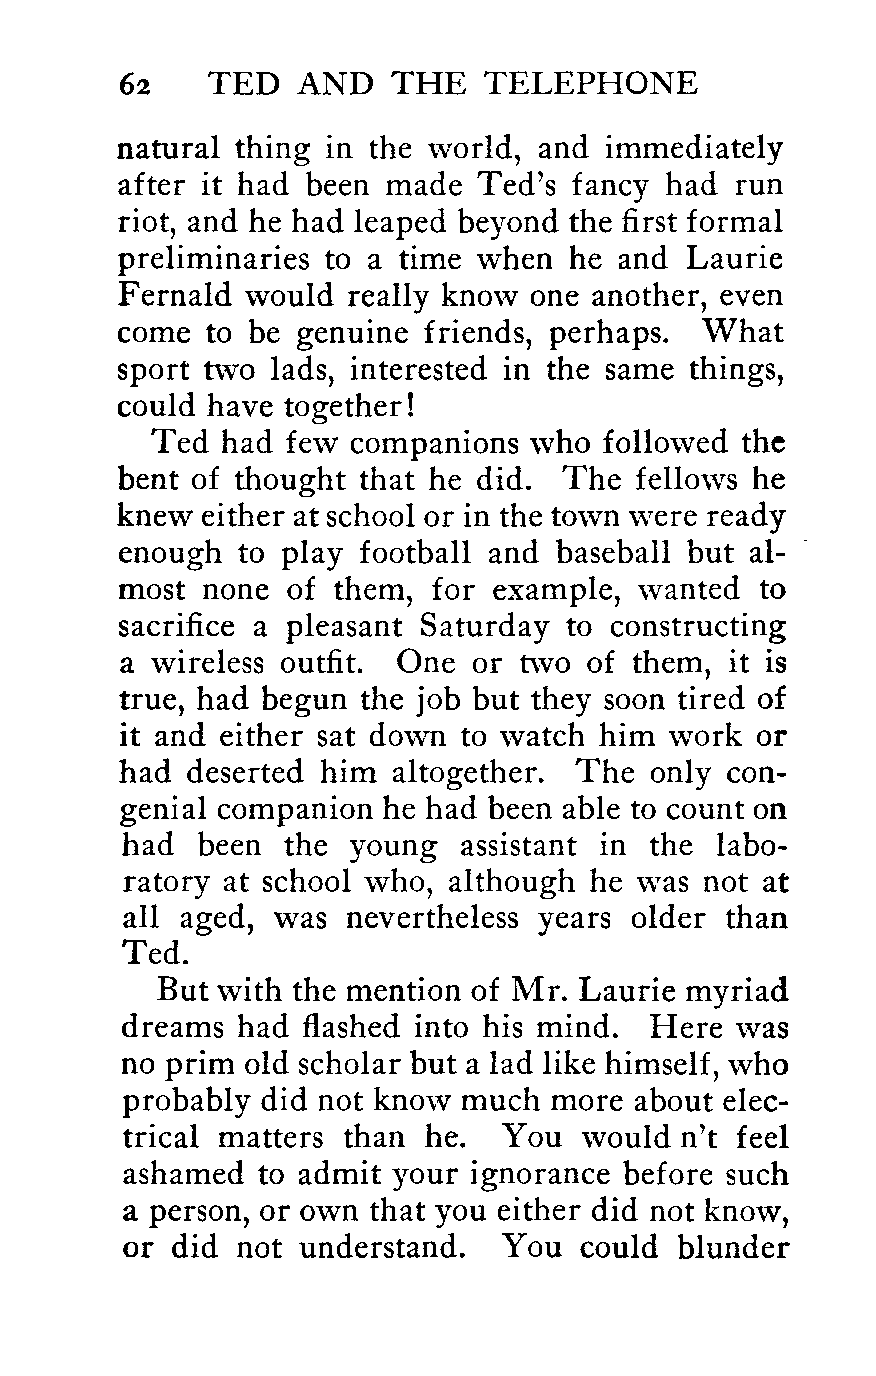 62 TED AND THE TELEPHONE
natural thing in the world, and immediately
after it had been made Ted's fancy had run
riot, and he had leaped beyond the first formal
preliminaries to a time when he and Laurie
Fernald would really know one another, even
come to be genuine friends, perhaps. What
sport two lads, interested in the same things,
could have together!
Ted had few companions who followed the
bent of thought that he did. The fellows he
knew either at school or in the town were ready
enough to play football and baseball but al-
most none of them, for example, wanted to
sacrifice a pleasant Saturday to constructing
a wireless outfit. One or two of them, it is
true, had begun the job but they soon tired of
it and either sat down to watch him work or
had deserted him altogether. The only con-
genial companion he had been able to count on
had been the young assistant in the labo-
ratory at school who, although he was not at
all aged, was nevertheless years older than
Ted.
But with the mention of Mr. Laurie myriad
dreams had flashed into his mind. Here was
no prim old scholar but a lad like himself, who
probably did not know much more about elec-
trical matters than he. You would n't feel
ashamed to admit your ignorance before such
a person, or own that you either did not know,
or did not understand. You could blunder